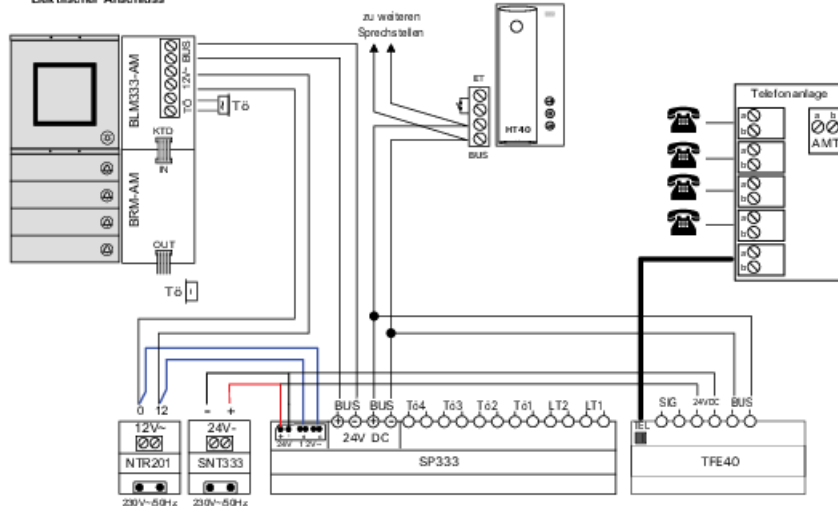 Elektrischer Anschluss
zu weiteren
Sprechstellen
BLM333-AM
TÖ 12V~ BUS
Tö
KTD
IN
BRM-AM
OUT
Tö
ET
HT40
BUS
Telefonanlage
a b
AMT
a
b
a
b
a
b
a
b
a
b
0 12
- +
12V~
NTR201
230V~50Hz
24V-
SNT333
230V~50Hz
BUS BUS Tö4 Tö3 Tö2 Tö1 LT2 LT1
+ - + -
24V 12V~
24V DC
SP333
SIG 24VDC BUS
TEL
TFE40